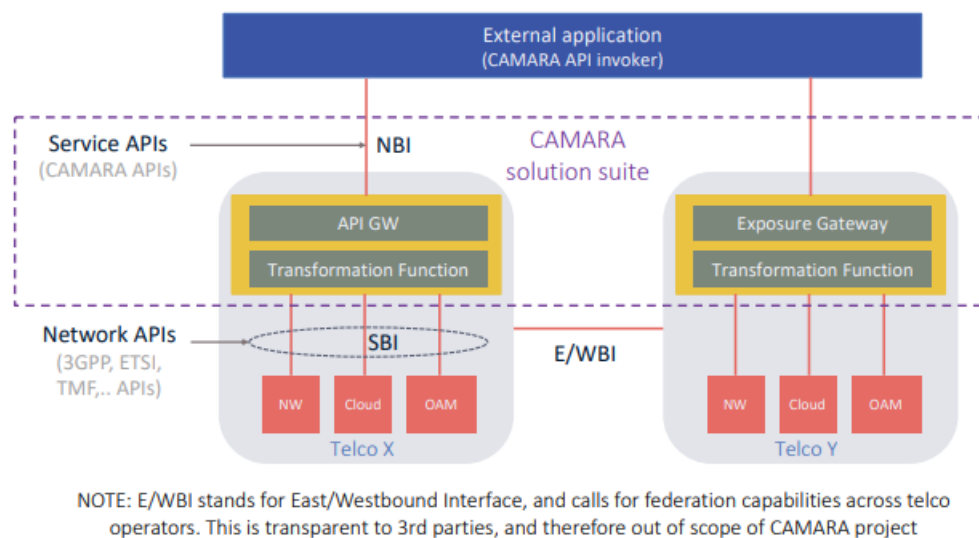 External application
(CAMARA API invoker)
Service APIs
(CAMARA APIs)
NBI
CAMARA
solution suite
API GW
Transformation Function
Exposure Gateway
Transformation Function
Network APIs
(3GPP, ETSI,
TMF,.. APIs)
SBI
E/WBI
NW
Cloud
OAM
Telco X
NW
Cloud
OAM
Telco Y
NOTE: E/WBI stands for East/Westbound Interface, and calls for federation capabilities across telco
operators. This is transparent to 3rd parties, and therefore out of scope of CAMARA project